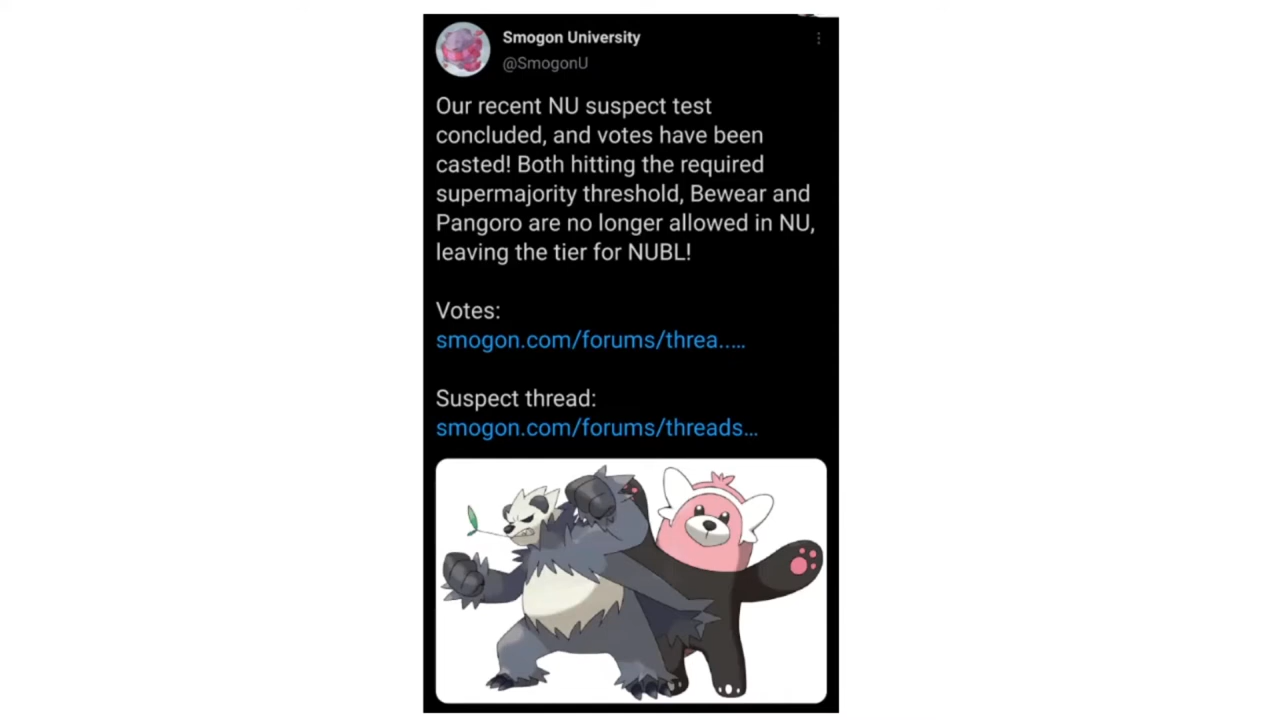 Smogon University
@SmogonU
Our recent NU suspect test
concluded, and votes have been
casted! Both hitting the required
supermajority threshold, Bewear and
Pangoro are no longer allowed in NU,
leaving the tier for NUBL!
Votes:
smogon.com/forums/threa..…
Suspect thread:
smogon.com/forums/threads…